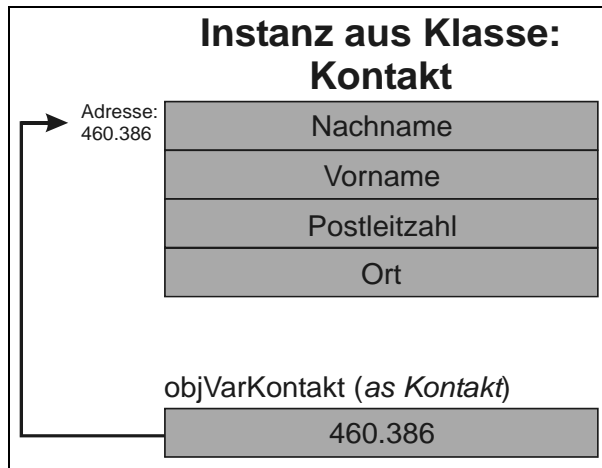 Instanz aus Klasse:
Kontakt
Adresse:
460.386
Nachname
Vorname
Postleitzahl
Ort
objVarKontakt (as Kontakt)
460.386